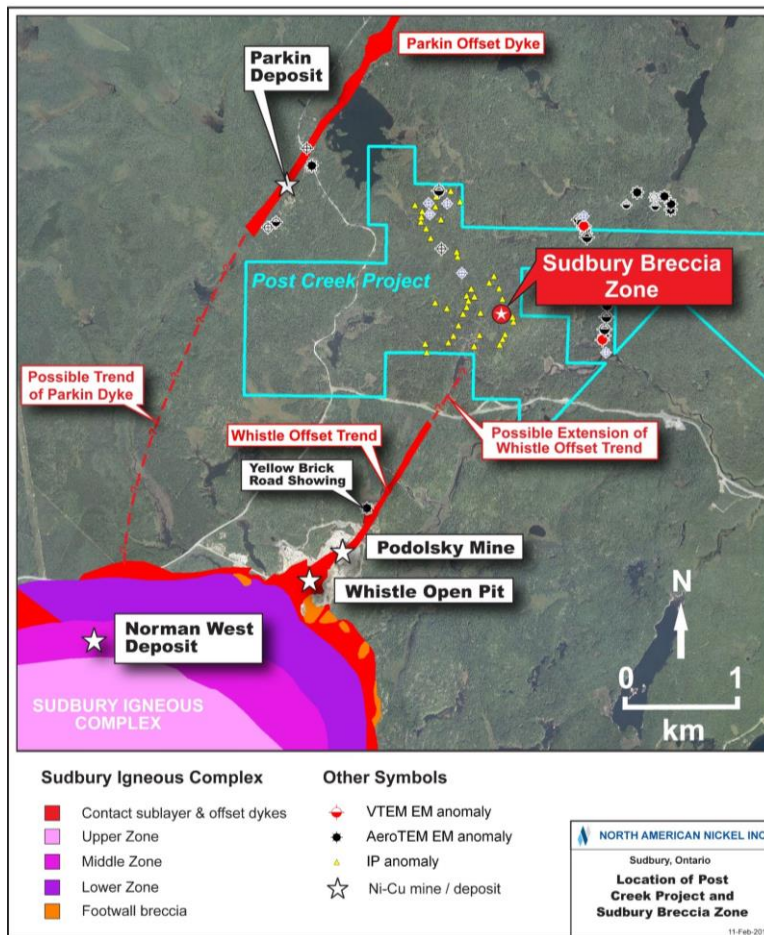 Parkin Offset Dyke
Parkin
Deposit
Post Creek Project
Sudbury Breccia
Zone
Possible Trend
of Parkin Dyke
Whistle Offset Trend
Possible Extension of
Whistle Offset Trend
Yellow Brick
Road Showing
Podolsky Mine
Whistle Open Pit
Norman West
Deposit
SUDBURY IGNEOUS
COMPLEX
N
0 1
km
Sudbury Igneous Complex
Contact sublayer & offset dykes
Upper Zone
Middle Zone
Lower Zone
Footwall breccia
Other Symbols
VTEM EM anomaly
AeroTEM EM anomaly
IP anomaly
Ni-Cu mine / deposit
NORTH AMERICAN NICKEL INC
Sudbury, Ontario
Location of Post
Creek Project and
Sudbury Breccia Zone